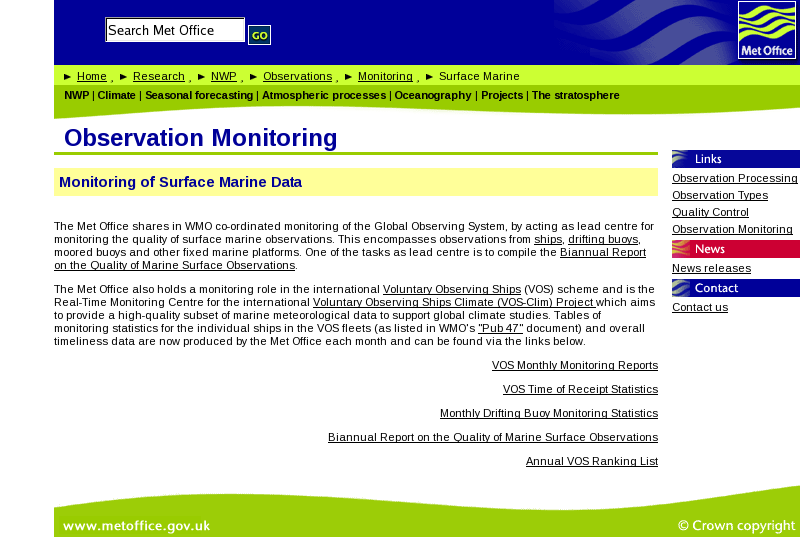 Search Met Office
GO
Met Office
► Home , ► Research , ► NWP , ► Observations , ► Monitoring , ► Surface Marine
NWP | Climate | Seasonal forecasting | Atmospheric processes | Oceanography | Projects | The stratosphere
Observation Monitoring
Monitoring of Surface Marine Data
The Met Office shares in WMO co-ordinated monitoring of the Global Observing System, by acting as lead centre for
monitoring the quality of surface marine observations. This encompasses observations from ships, drifting buoys,
moored buoys and other fixed marine platforms. One of the tasks as lead centre is to compile the Biannual Report
on the Quality of Marine Surface Observations.
The Met Office also holds a monitoring role in the international Voluntary Observing Ships (VOS) scheme and is the
Real-Time Monitoring Centre for the international Voluntary Observing Ships Climate (VOS-Clim) Project which aims
to provide a high-quality subset of marine meteorological data to support global climate studies. Tables of
monitoring statistics for the individual ships in the VOS fleets (as listed in WMO's "Pub 47" document) and overall
timeliness data are now produced by the Met Office each month and can be found via the links below.
VOS Monthly Monitoring Reports
VOS Time of Receipt Statistics
Monthly Drifting Buoy Monitoring Statistics
Biannual Report on the Quality of Marine Surface Observations
Annual VOS Ranking List
Links
Observation Processing
Observation Types
Quality Control
Observation Monitoring
News
News releases
Contact
Contact us
www.metoffice.gov.uk
© Crown copyright